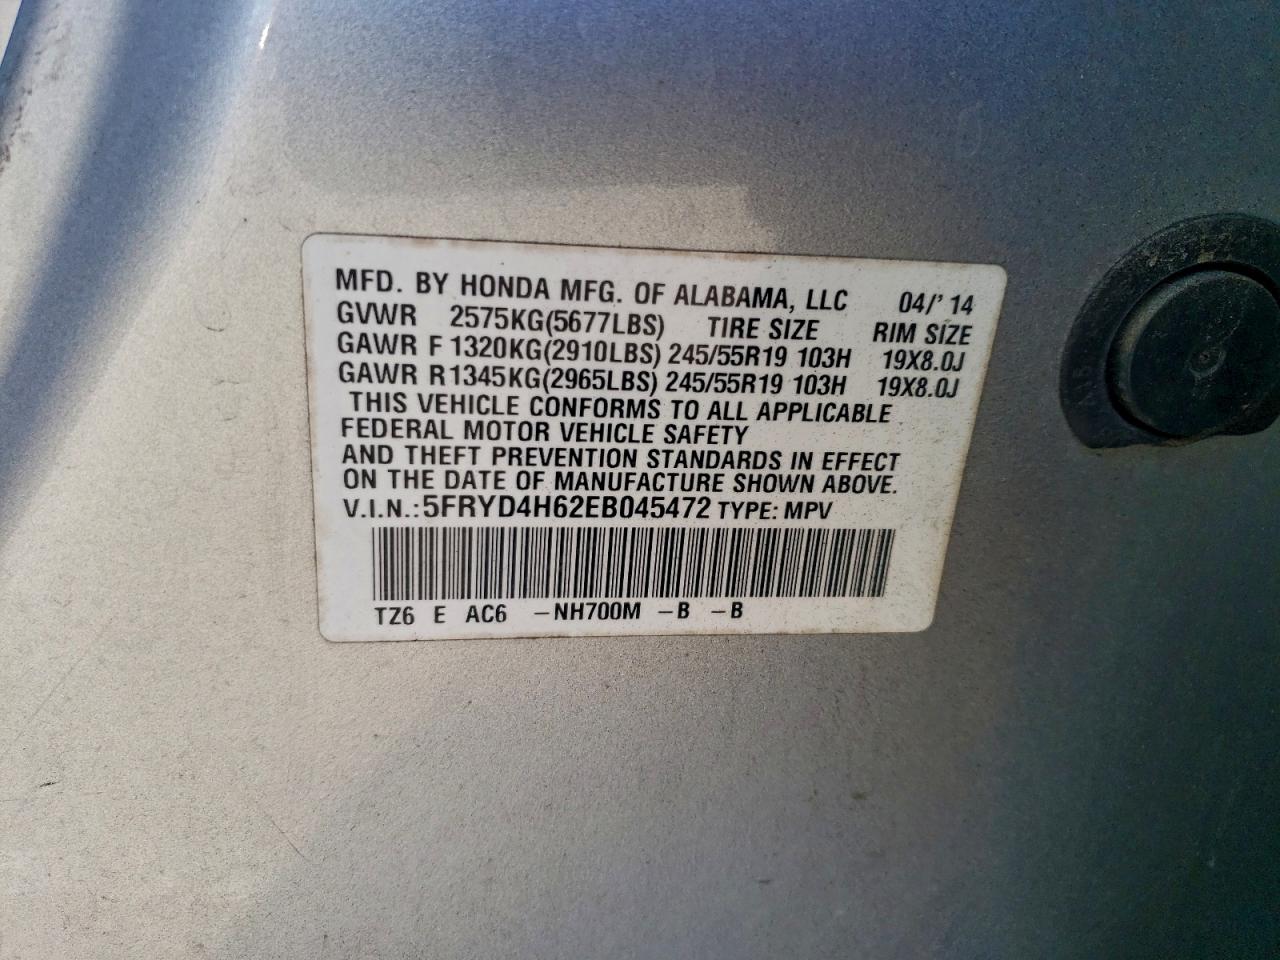 MFD. BY HONDA MFG. OF ALABAMA, LLC 04/' 14
GVWR 2575KG(5677LBS) TIRE SIZE RIM SIZE
GAWR F 1320KG(2910LBS) 245/55R19 103H 19X8.0J
GAWR R1345KG(2965LBS) 245/55R19 103H 19X8.0J
THIS VEHICLE CONFORMS TO ALL APPLICABLE
FEDERAL MOTOR VEHICLE SAFETY
AND THEFT PREVENTION STANDARDS IN EFFECT
ON THE DATE OF MANUFACTURE SHOWN ABOVE.
V.I.N.:5FRYD4H62EB045472 TYPE: MPV
TZ6 E AC6 -NH700M -B -B